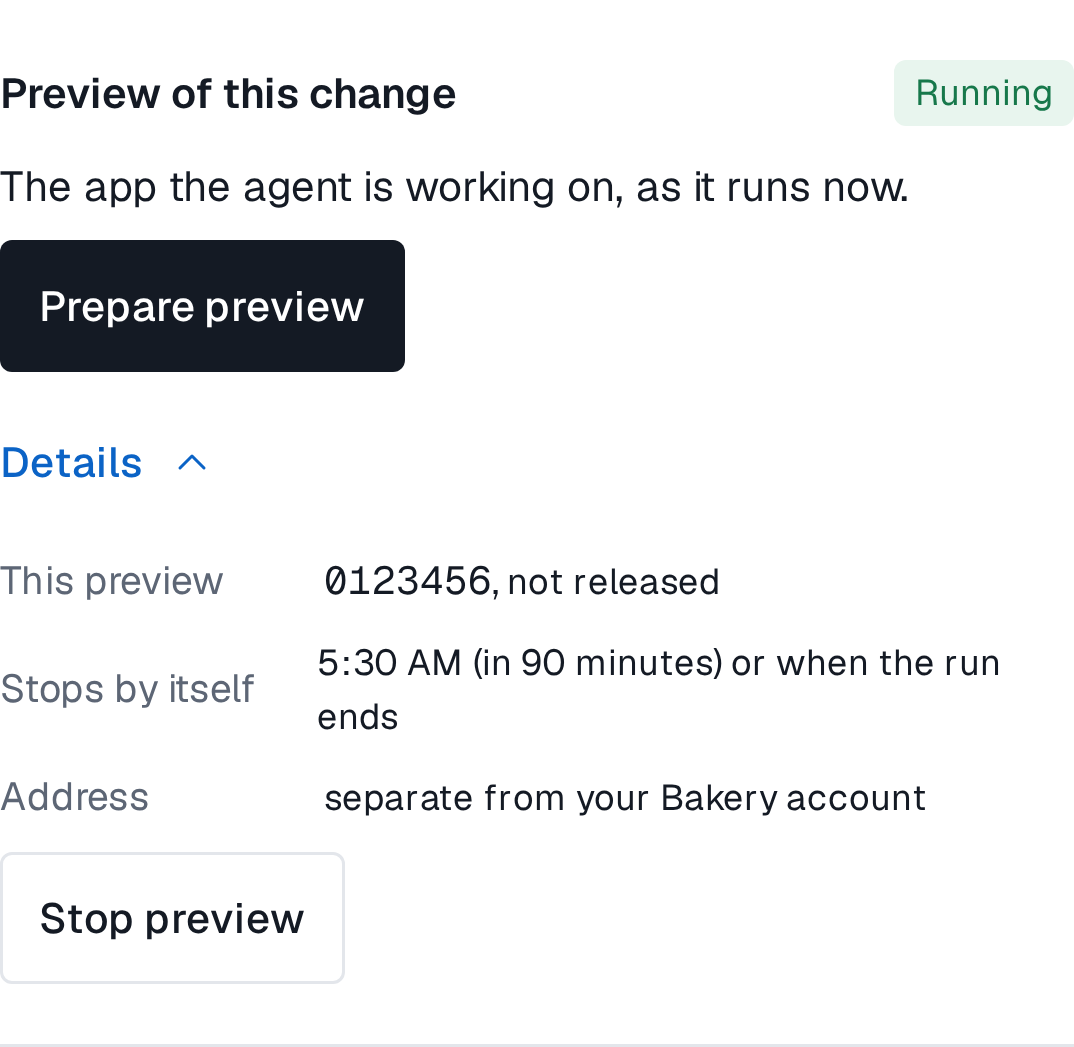 Preview of this change
Running
The app the agent is working on, as it runs now.
Prepare preview
Details
This preview
0123456, not released
Stops by itself
5:30 AM (in 90 minutes) or when the run
ends
Address
separate from your Bakery account
Stop preview